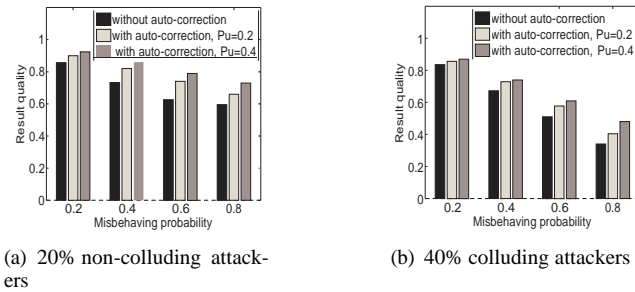 without auto-correction
with auto-correction, Pu=0.2
with auto-correction, Pu=0.4
1
0.8
0.6
0.4
0.2
0
Result quality
0.2 0.4 0.6 0.8
Misbehaving probability
(a) 20% non-colluding attack-
ers
without auto-correction
with auto-correction, Pu=0.2
with auto-correction, Pu=0.4
1
0.8
0.6
0.4
0.2
0
Result quality
0.2 0.4 0.6 0.8
Misbehaving probability
(b) 40% colluding attackers